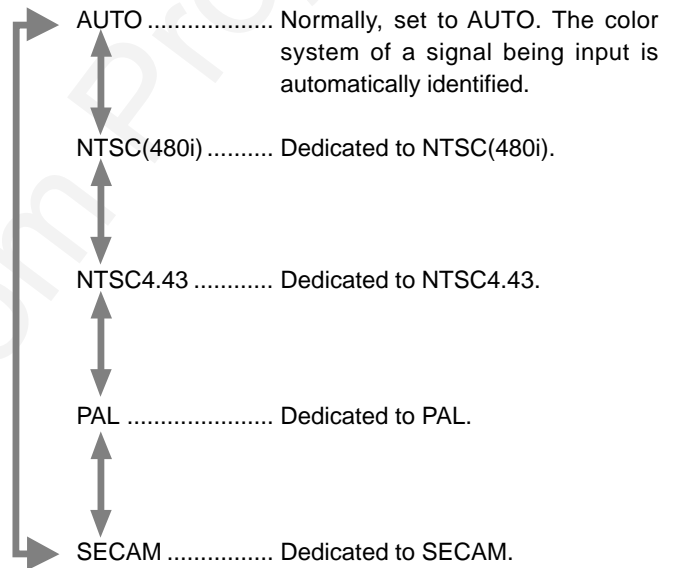 AUTO ................... Normally, set to AUTO. The color
system of a signal being input is
automatically identified.
NTSC(480i) .......... Dedicated to NTSC(480i).
NTSC4.43 ............ Dedicated to NTSC4.43.
PAL ...................... Dedicated to PAL.
SECAM ................ Dedicated to SECAM.